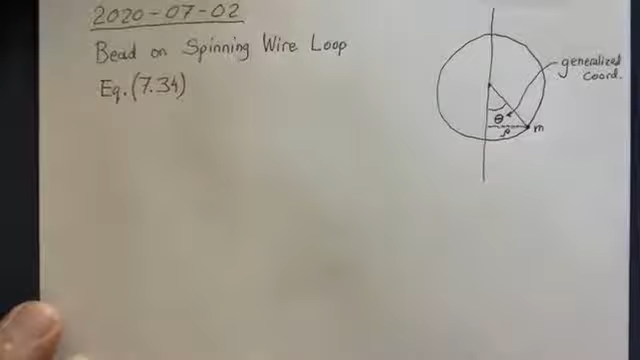 2020-07-02
Bead on Spinning Wire Loop
Eq. (7.34)
generalized
coord.
θ
ρ
m